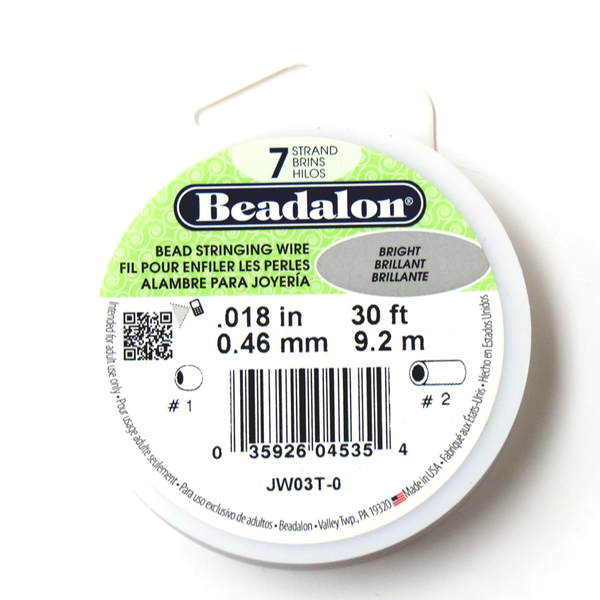 7 STRAND
BRINS
HILOS
Beadalon®
BEAD STRINGING WIRE
FIL POUR ENFILER LES PERLES
ALAMBRE PARA JOYERÍA
BRIGHT
BRILLANT
BRILLANTE
.018 in 30 ft
0.46 mm 9.2 m
# 1
# 2
0 35926 04535 4
JW03T-0
Intended for adult use only • Pour usage adulte seulement • Para uso exclusivo de adultos • Beadalon • Valley Twp., PA 19320 Made in USA • Fabriqué aux États-Unis • Hecho en Estados Unidos